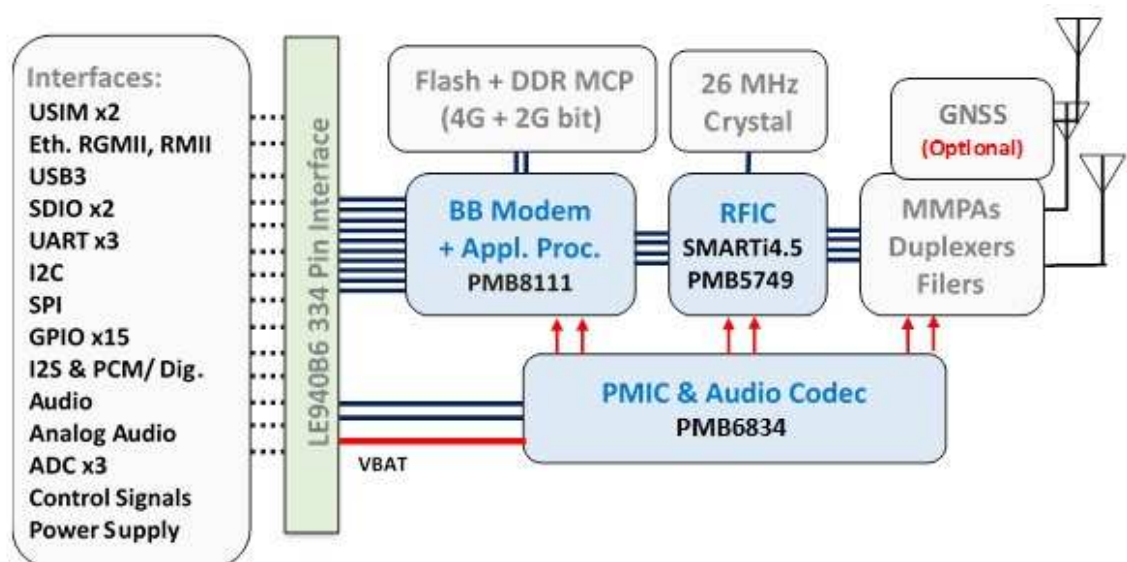 Interfaces:
USIM x2
Eth. RGMII, RMII
USB3
SDIO x2
UART x3
I2C
SPI
GPIO x15
I2S & PCM/ Dig.
Audio
Analog Audio
ADC x3
Control Signals
Power Supply
LE940B6 334 Pin Interface
Flash + DDR MCP
(4G + 2G bit)
26 MHz
Crystal
GNSS
(Optional)
BB Modem
+ Appl. Proc.
PMB8111
RFIC
SMARTi4.5
PMB5749
MMPAs
Duplexers
Filers
PMIC & Audio Codec
PMB6834
VBAT